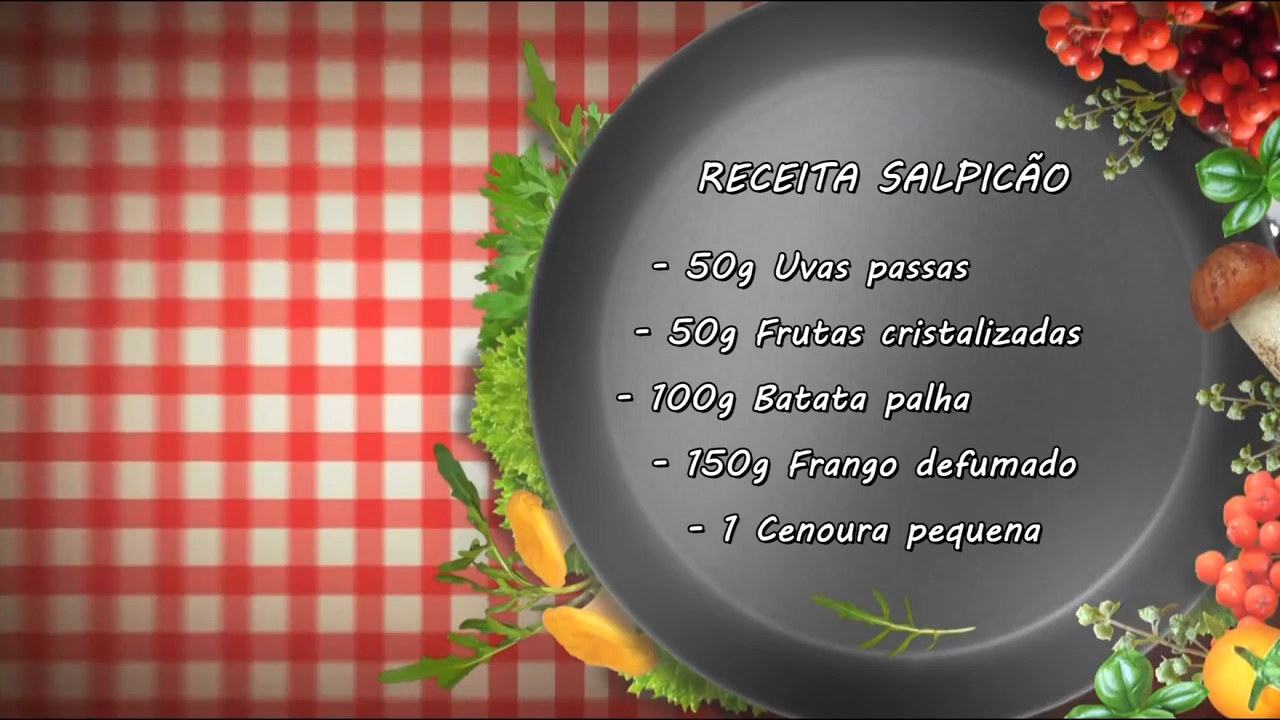 RECEITA SALPICÃO
- 50g Uvas passas
- 50g Frutas cristalizadas
- 100g Batata palha
- 150g Frango defumado
- 1 Cenoura pequena